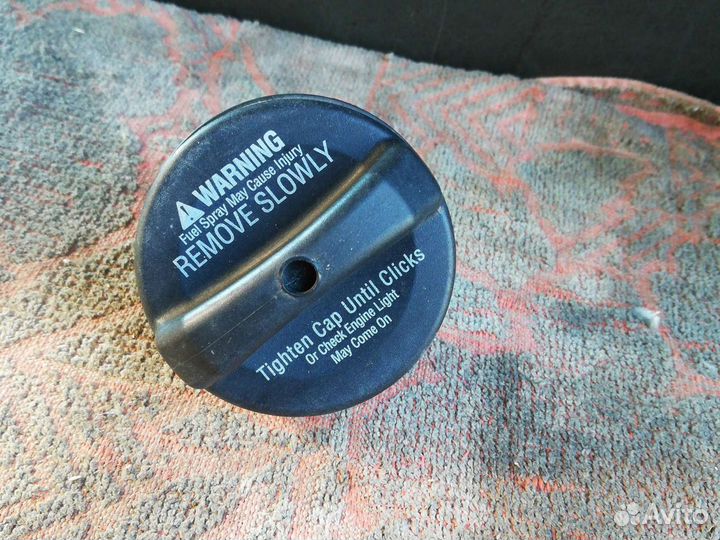 WARNING
Fuel Spray May Cause Injury
REMOVE SLOWLY
Tighten Cap Until Clicks
Or Check Engine Light
May Come On
Avito